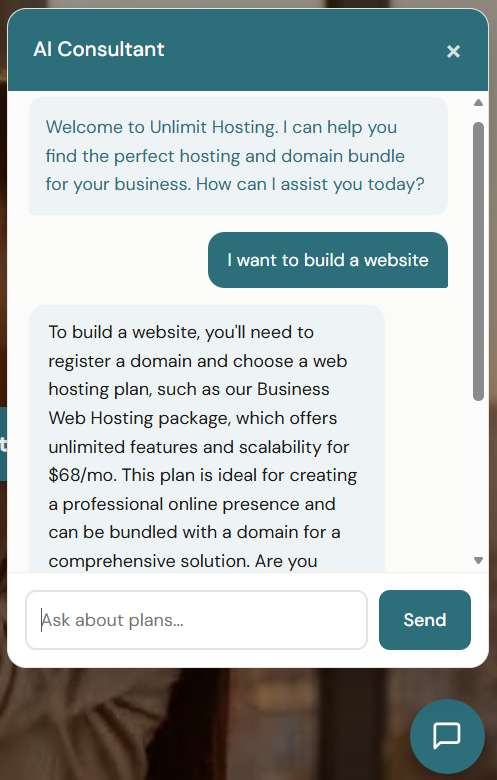 AI Consultant
×
Welcome to Unlimit Hosting. I can help you
find the perfect hosting and domain bundle
for your business. How can I assist you today?
I want to build a website
To build a website, you'll need to
register a domain and choose a web
hosting plan, such as our Business
Web Hosting package, which offers
unlimited features and scalability for
$68/mo. This plan is ideal for creating
a professional online presence and
can be bundled with a domain for a
comprehensive solution. Are you
Ask about plans...
Send